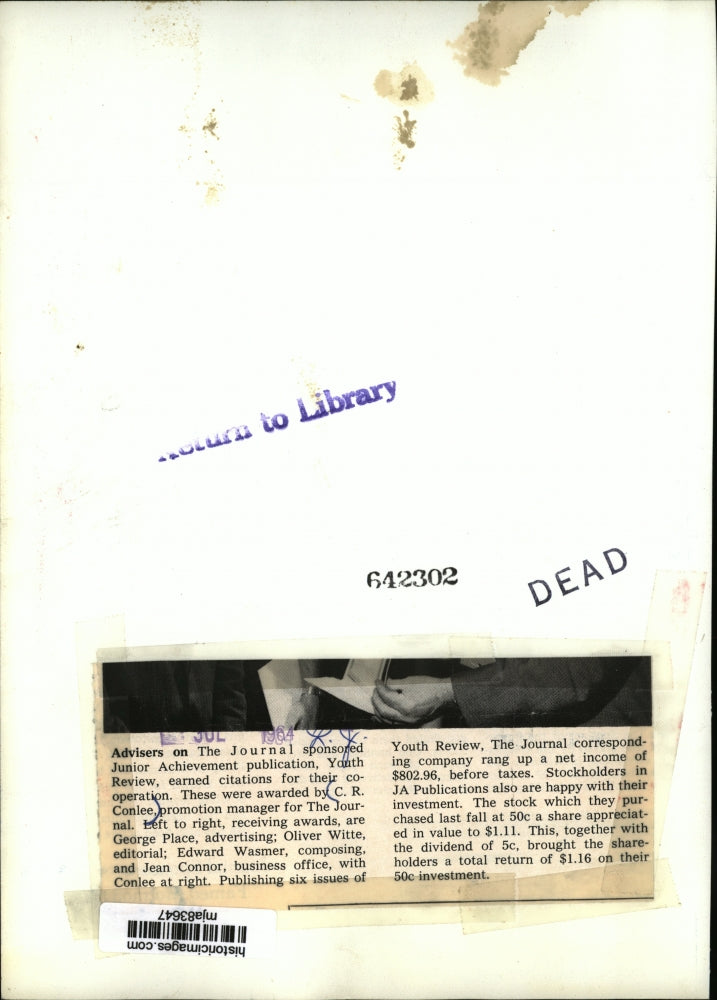 Return to Library
642302
DEAD
JUL 1964
Advisers on The Journal sponsored
Junior Achievement publication, Youth
Review, earned citations for their co-
operation. These were awarded by C. R.
Conlee, promotion manager for The Jour-
nal. Left to right, receiving awards, are
George Place, advertising; Oliver Witte,
editorial; Edward Wasmer, composing,
and Jean Connor, business office, with
Conlee at right. Publishing six issues of
Youth Review, The Journal correspond-
ing company rang up a net income of
$802.96, before taxes. Stockholders in
JA Publications also are happy with their
investment. The stock which they pur-
chased last fall at 50c a share appreciat-
ed in value to $1.11. This, together with
the dividend of 5c, brought the share-
holders a total return of $1.16 on their
50c investment.
historicimages.com
mja83647